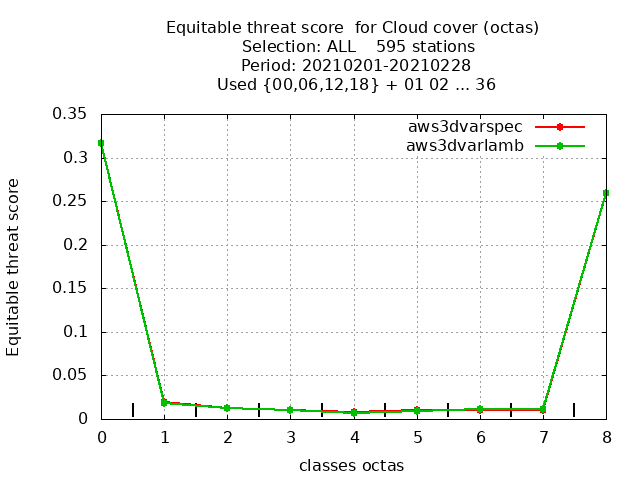 Equitable threat score  for Cloud cover (octas)
Selection: ALL    595 stations
Period: 20210201-20210228
Used {00,06,12,18} + 01 02 ... 36
aws3dvarspec
aws3dvarlamb
Equitable threat score
0.35
0.3
0.25
0.2
0.15
0.1
0.05
0
0 1 2 3 4 5 6 7 8
classes octas